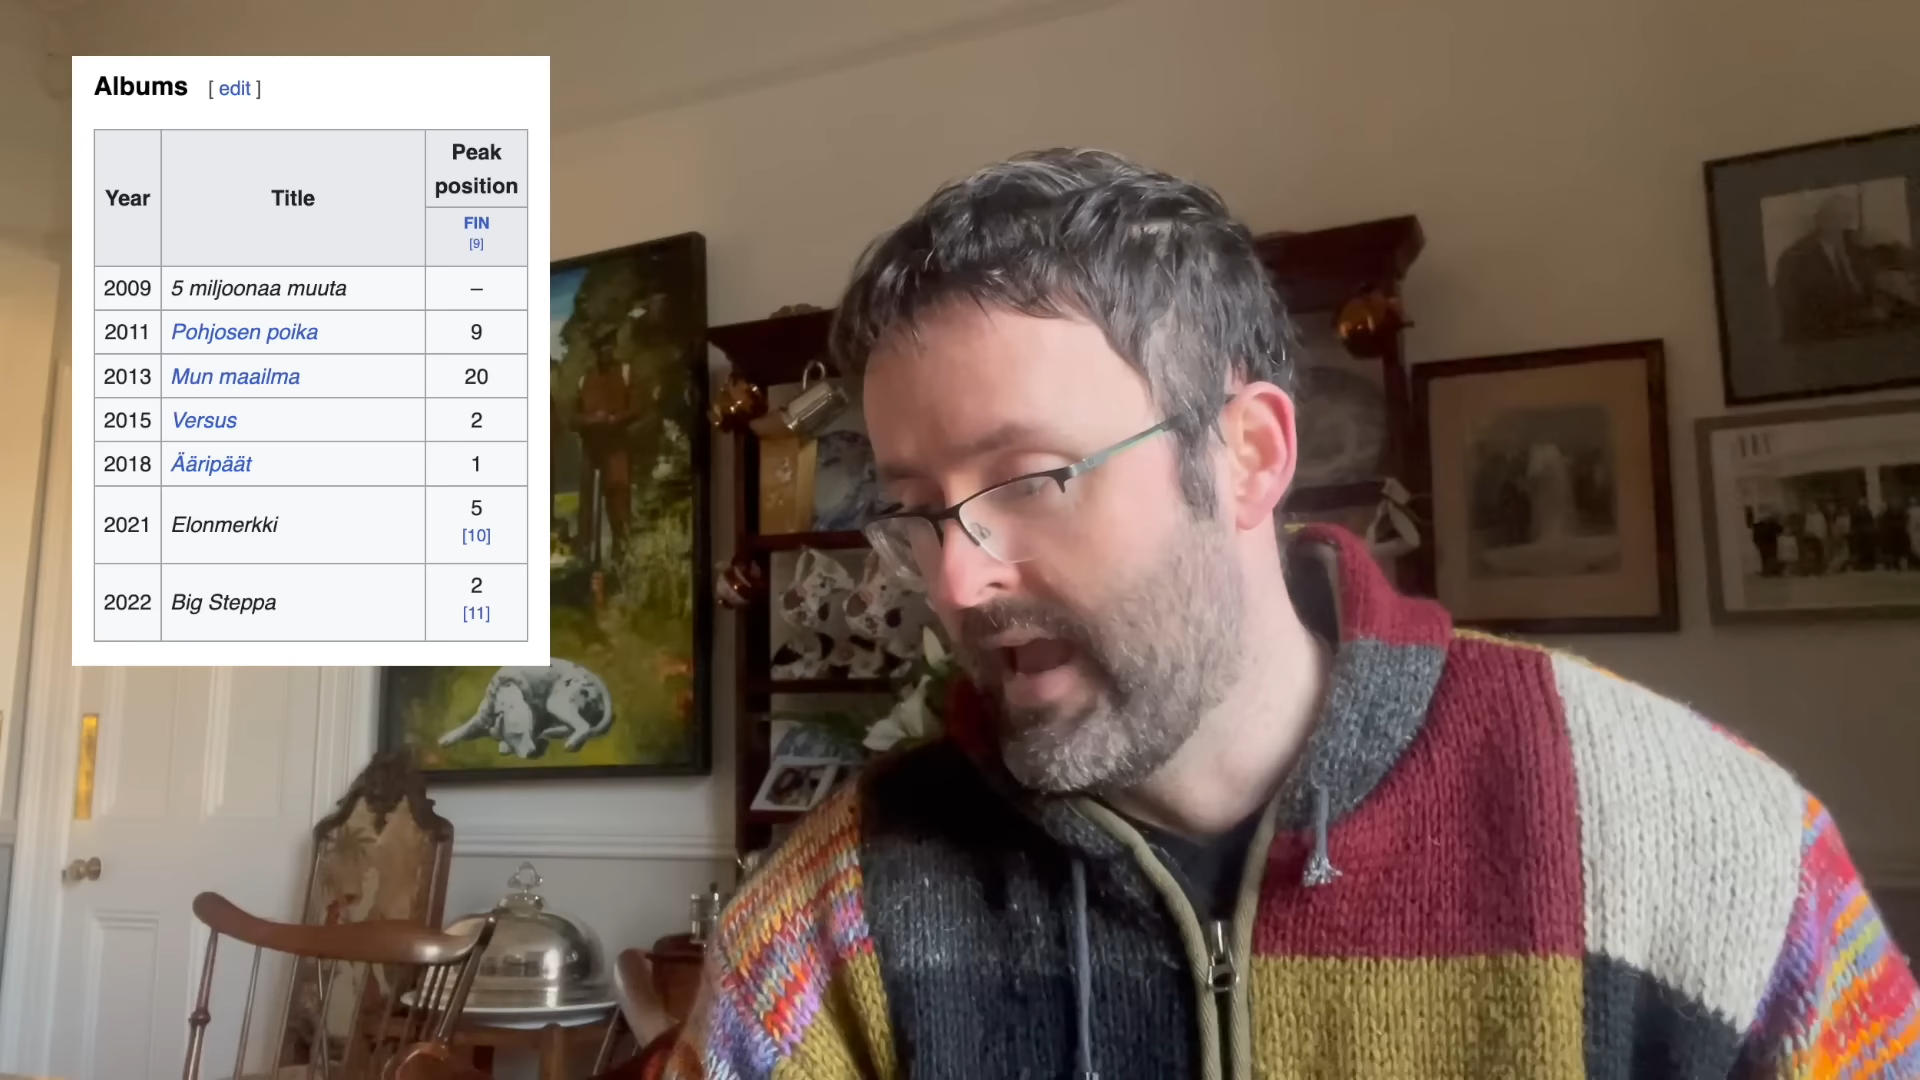 Albums [ edit ]
Year Title Peak position
FIN
[9]
2009 5 miljoonaa muuta –
2011 Pohjosen poika 9
2013 Mun maailma 20
2015 Versus 2
2018 Ääripäät 1
2021 Elonmerkki 5
[10]
2022 Big Steppa 2
[11]